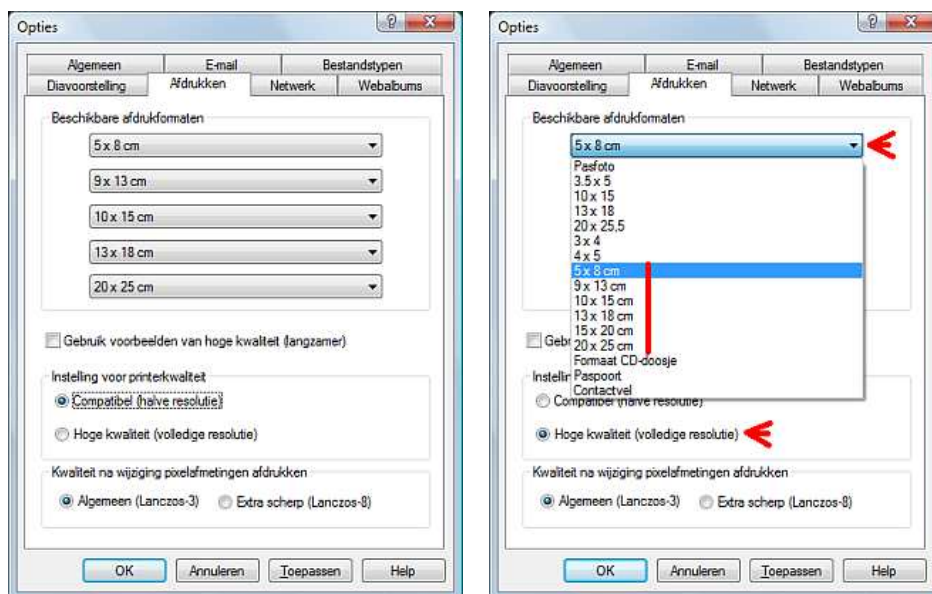 Opties
Algemeen E-mail Bestandstypen
Diavoorstelling Afdrukken Netwerk Webalbums
Beschikbare afdrukformaten
5 x 8 cm
9 x 13 cm
10 x 15 cm
13 x 18 cm
20 x 25 cm
Gebruik voorbeelden van hoge kwaliteit (langzamer)
Instelling voor printerkwaliteit
Compatibel (halve resolutie)
Hoge kwaliteit (volledige resolutie)
Kwaliteit na wijziging pixelafmetingen afdrukken
Algemeen (Lanczos-3) Extra scherp (Lanczos-8)
OK Annuleren Toepassen Help
Opties
Algemeen E-mail Bestandstypen
Diavoorstelling Afdrukken Netwerk Webalbums
Beschikbare afdrukformaten
5 x 8 cm
Pasfoto
3.5 x 5
10 x 15
13 x 18
20 x 25,5
3 x 4
4 x 5
5 x 8 cm
9 x 13 cm
10 x 15 cm
13 x 18 cm
15 x 20 cm
20 x 25 cm
Formaat CD-doosje
Paspoort
Contactvel
Gebr
Instellin
Compatibel (halve resolutie)
Hoge kwaliteit (volledige resolutie)
Kwaliteit na wijziging pixelafmetingen afdrukken
Algemeen (Lanczos-3) Extra scherp (Lanczos-8)
OK Annuleren Toepassen Help